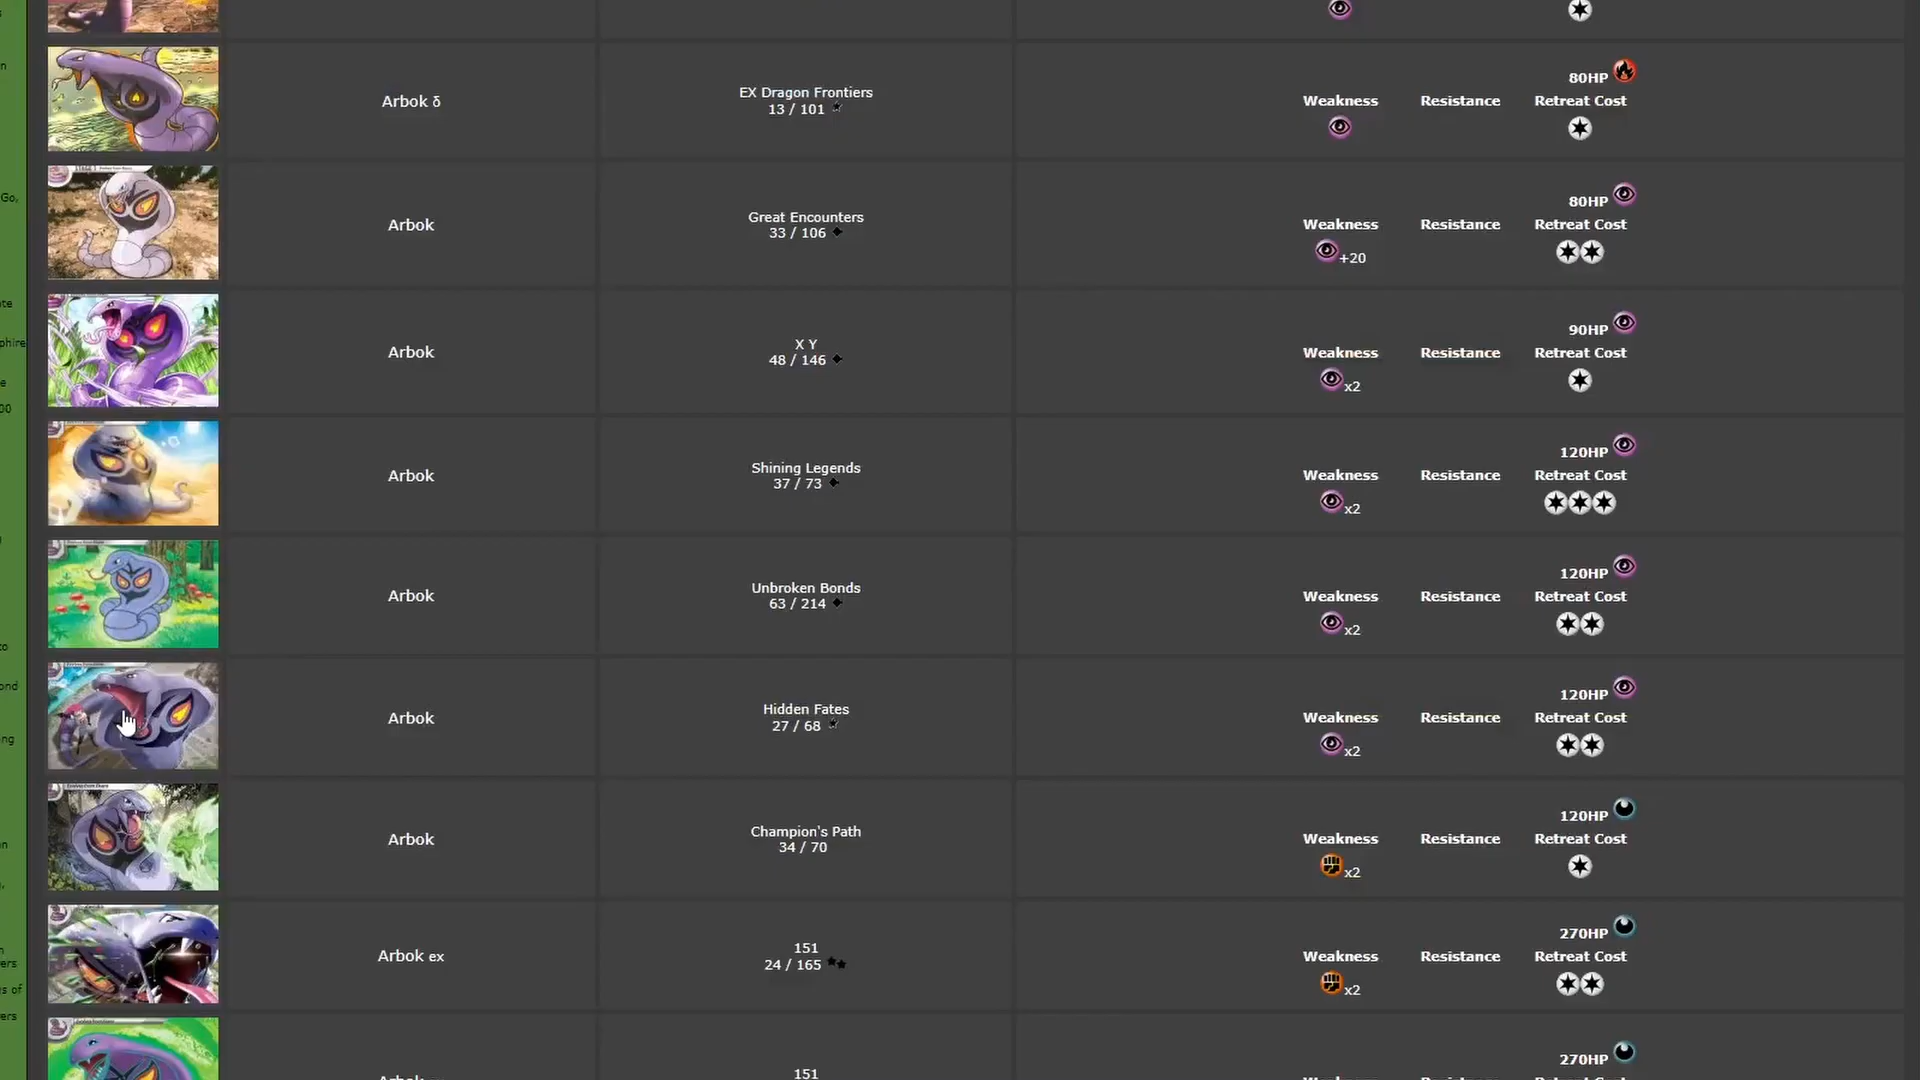 Arbok δ
EX Dragon Frontiers
13 / 101
80HP
Weakness Resistance Retreat Cost
Go,
Arbok
Great Encounters
33 / 106
80HP
Weakness Resistance Retreat Cost
+20
Arbok
X Y
48 / 146
90HP
Weakness Resistance Retreat Cost
x2
Arbok
Shining Legends
37 / 73
120HP
Weakness Resistance Retreat Cost
x2
Arbok
Unbroken Bonds
63 / 214
120HP
Weakness Resistance Retreat Cost
x2
Arbok
Hidden Fates
27 / 68
120HP
Weakness Resistance Retreat Cost
x2
Arbok
Champion's Path
34 / 70
120HP
Weakness Resistance Retreat Cost
x2
Arbok ex
151
24 / 165
270HP
Weakness Resistance Retreat Cost
x2
151
270HP